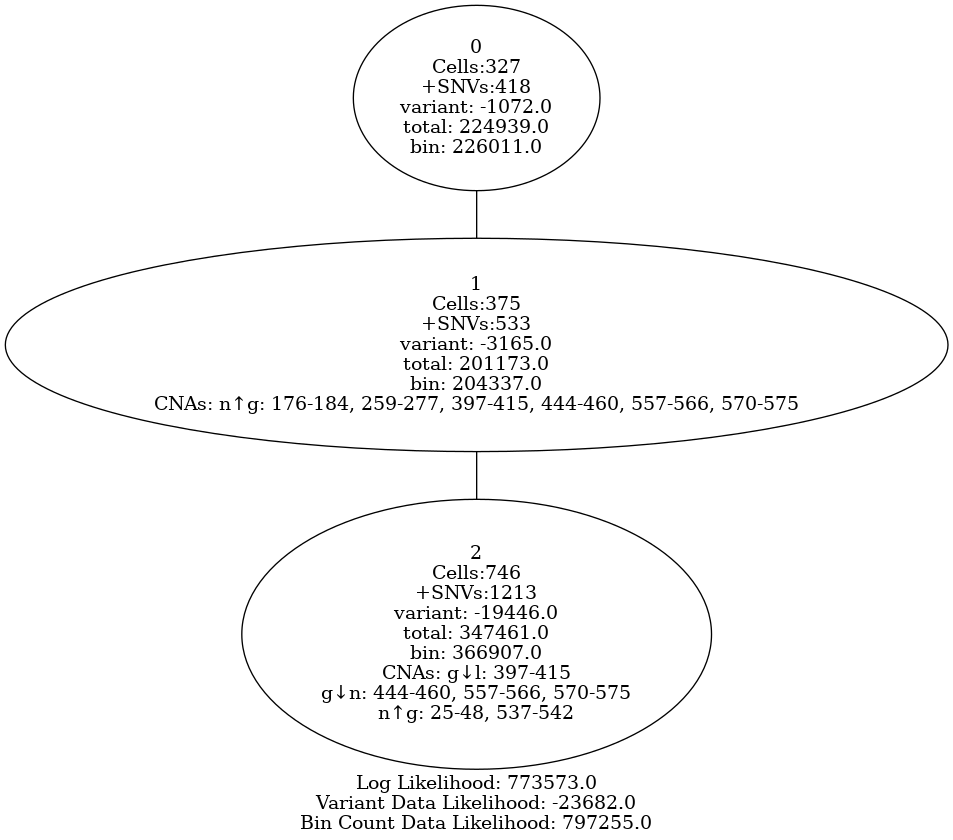 0
Cells:327
+SNVs:418
variant: -1072.0
total: 224939.0
bin: 226011.0
1
Cells:375
+SNVs:533
variant: -3165.0
total: 201173.0
bin: 204337.0
CNAs: n↑g: 176-184, 259-277, 397-415, 444-460, 557-566, 570-575
2
Cells:746
+SNVs:1213
variant: -19446.0
total: 347461.0
bin: 366907.0
CNAs: g↓l: 397-415
g↓n: 444-460, 557-566, 570-575
n↑g: 25-48, 537-542
Log Likelihood: 773573.0
Variant Data Likelihood: -23682.0
Bin Count Data Likelihood: 797255.0